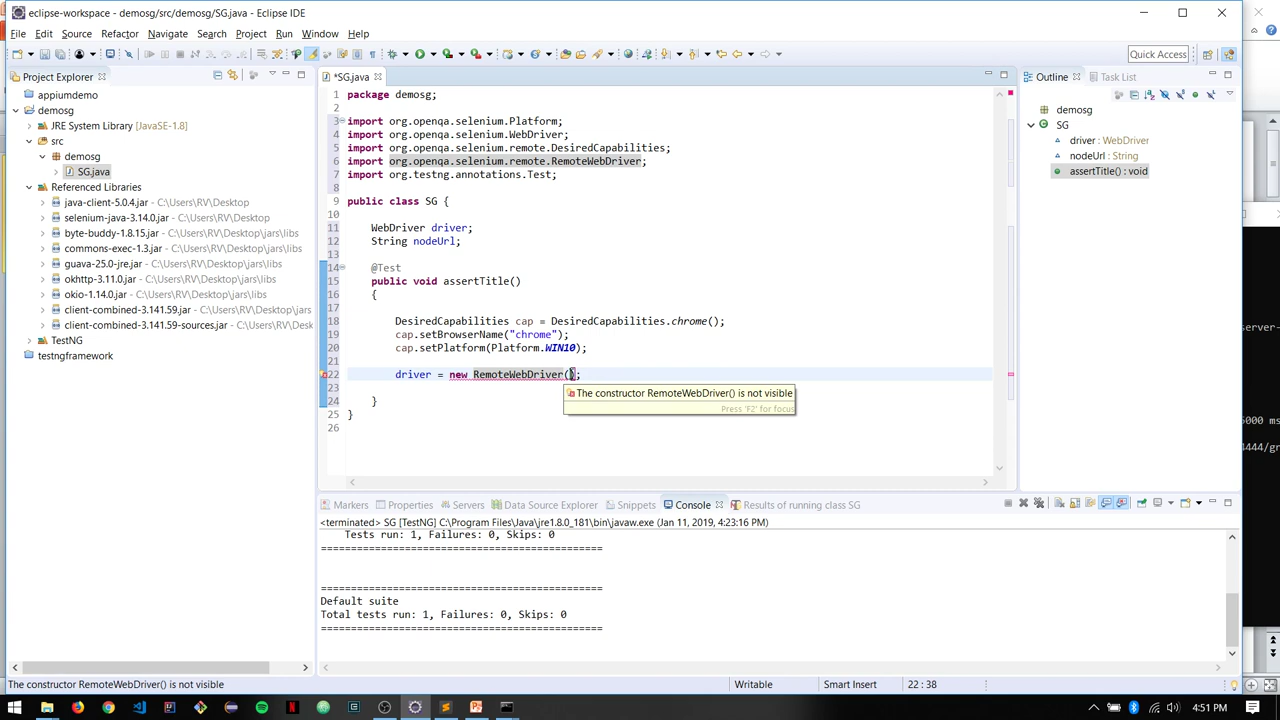 eclipse-workspace - demosg/src/demosg/SG.java - Eclipse IDE
File Edit Source Refactor Navigate Search Project Run Window Help
Quick Access
Project Explorer
appiumdemo
demosg
JRE System Library [JavaSE-1.8]
src
demosg
SG.java
Referenced Libraries
java-client-5.0.4.jar - C:\Users\RV\Desktop
selenium-java-3.14.0.jar - C:\Users\RV\Desktop
byte-buddy-1.8.15.jar - C:\Users\RV\Desktop\jars\libs
commons-exec-1.3.jar - C:\Users\RV\Desktop\jars\libs
guava-25.0-jre.jar - C:\Users\RV\Desktop\jars\libs
okhttp-3.11.0.jar - C:\Users\RV\Desktop\jars\libs
okio-1.14.0.jar - C:\Users\RV\Desktop\jars\libs
client-combined-3.141.59.jar - C:\Users\RV\Desktop\jars
client-combined-3.141.59-sources.jar - C:\Users\RV\Desk
TestNG
testngframework
*SG.java
1 package demosg;
2
3 import org.openqa.selenium.Platform;
4 import org.openqa.selenium.WebDriver;
5 import org.openqa.selenium.remote.DesiredCapabilities;
6 import org.openqa.selenium.remote.RemoteWebDriver;
7 import org.testng.annotations.Test;
8
9 public class SG {
10
11 WebDriver driver;
12 String nodeUrl;
13
14 @Test
15 public void assertTitle()
16 {
17
18 DesiredCapabilities cap = DesiredCapabilities.chrome();
19 cap.setBrowserName("chrome");
20 cap.setPlatform(Platform.WIN10);
21
22 driver = new RemoteWebDriver();
23
24 }
25 }
26
The constructor RemoteWebDriver() is not visible
Press 'F2' for focus
Outline Task List
demosg
SG
driver : WebDriver
nodeUrl : String
assertTitle() : void
server-
5000 ms
4444/gr
Markers Properties Servers Data Source Explorer Snippets Console Results of running class SG
<terminated> SG [TestNG] C:\Program Files\Java\jre1.8.0_181\bin\javaw.exe (Jan 11, 2019, 4:23:16 PM)
Tests run: 1, Failures: 0, Skips: 0
===============================================
===============================================
Default suite
Total tests run: 1, Failures: 0, Skips: 0
===============================================
The constructor RemoteWebDriver() is not visible
Writable Smart Insert 22 : 38
4:51 PM